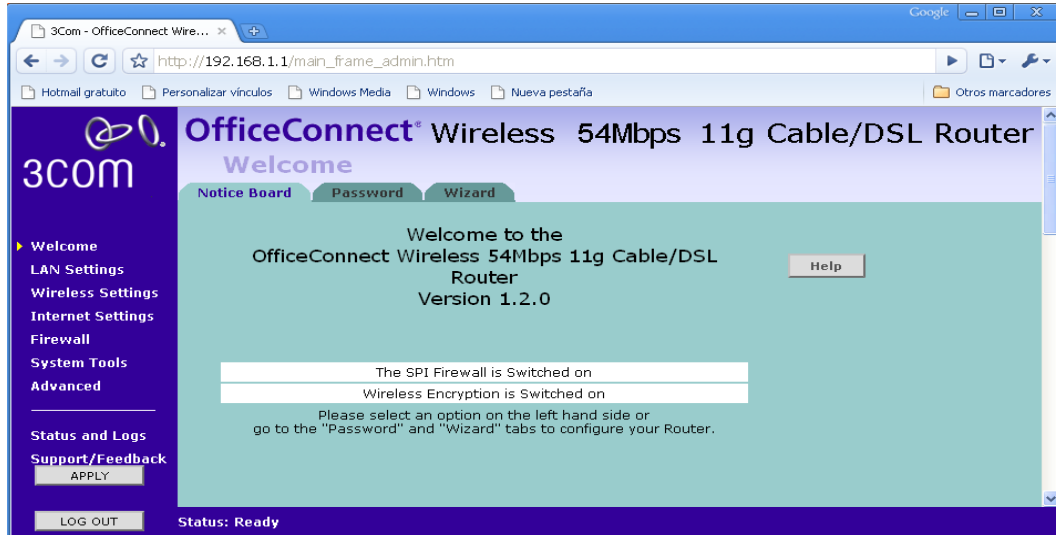 Google
3Com - OfficeConnect Wire...
http://192.168.1.1/main_frame_admin.htm
Hotmail gratuito Personalizar vínculos Windows Media Windows Nueva pestaña Otros marcadores
3COM
OfficeConnect® Wireless 54Mbps 11g Cable/DSL Router
Welcome
Notice Board Password Wizard
Welcome
LAN Settings
Wireless Settings
Internet Settings
Firewall
System Tools
Advanced
Status and Logs
Support/Feedback
APPLY
LOG OUT
Welcome to the
OfficeConnect Wireless 54Mbps 11g Cable/DSL
Router
Version 1.2.0
Help
The SPI Firewall is Switched on
Wireless Encryption is Switched on
Please select an option on the left hand side or
go to the "Password" and "Wizard" tabs to configure your Router.
Status: Ready